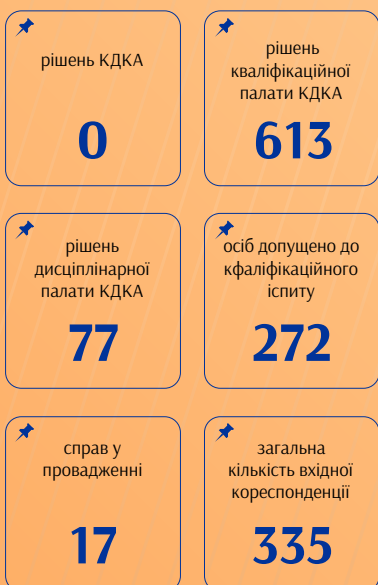 рішень КДКА
0
рішень
кваліфікаційної
палати КДКА
613
рішень
дисціплінарної
палати КДКА
77
осіб допущено до
кфаліфікаційного
іспиту
272
справ у
провадженні
17
загальна
кількість вхідної
кореспонденції
335